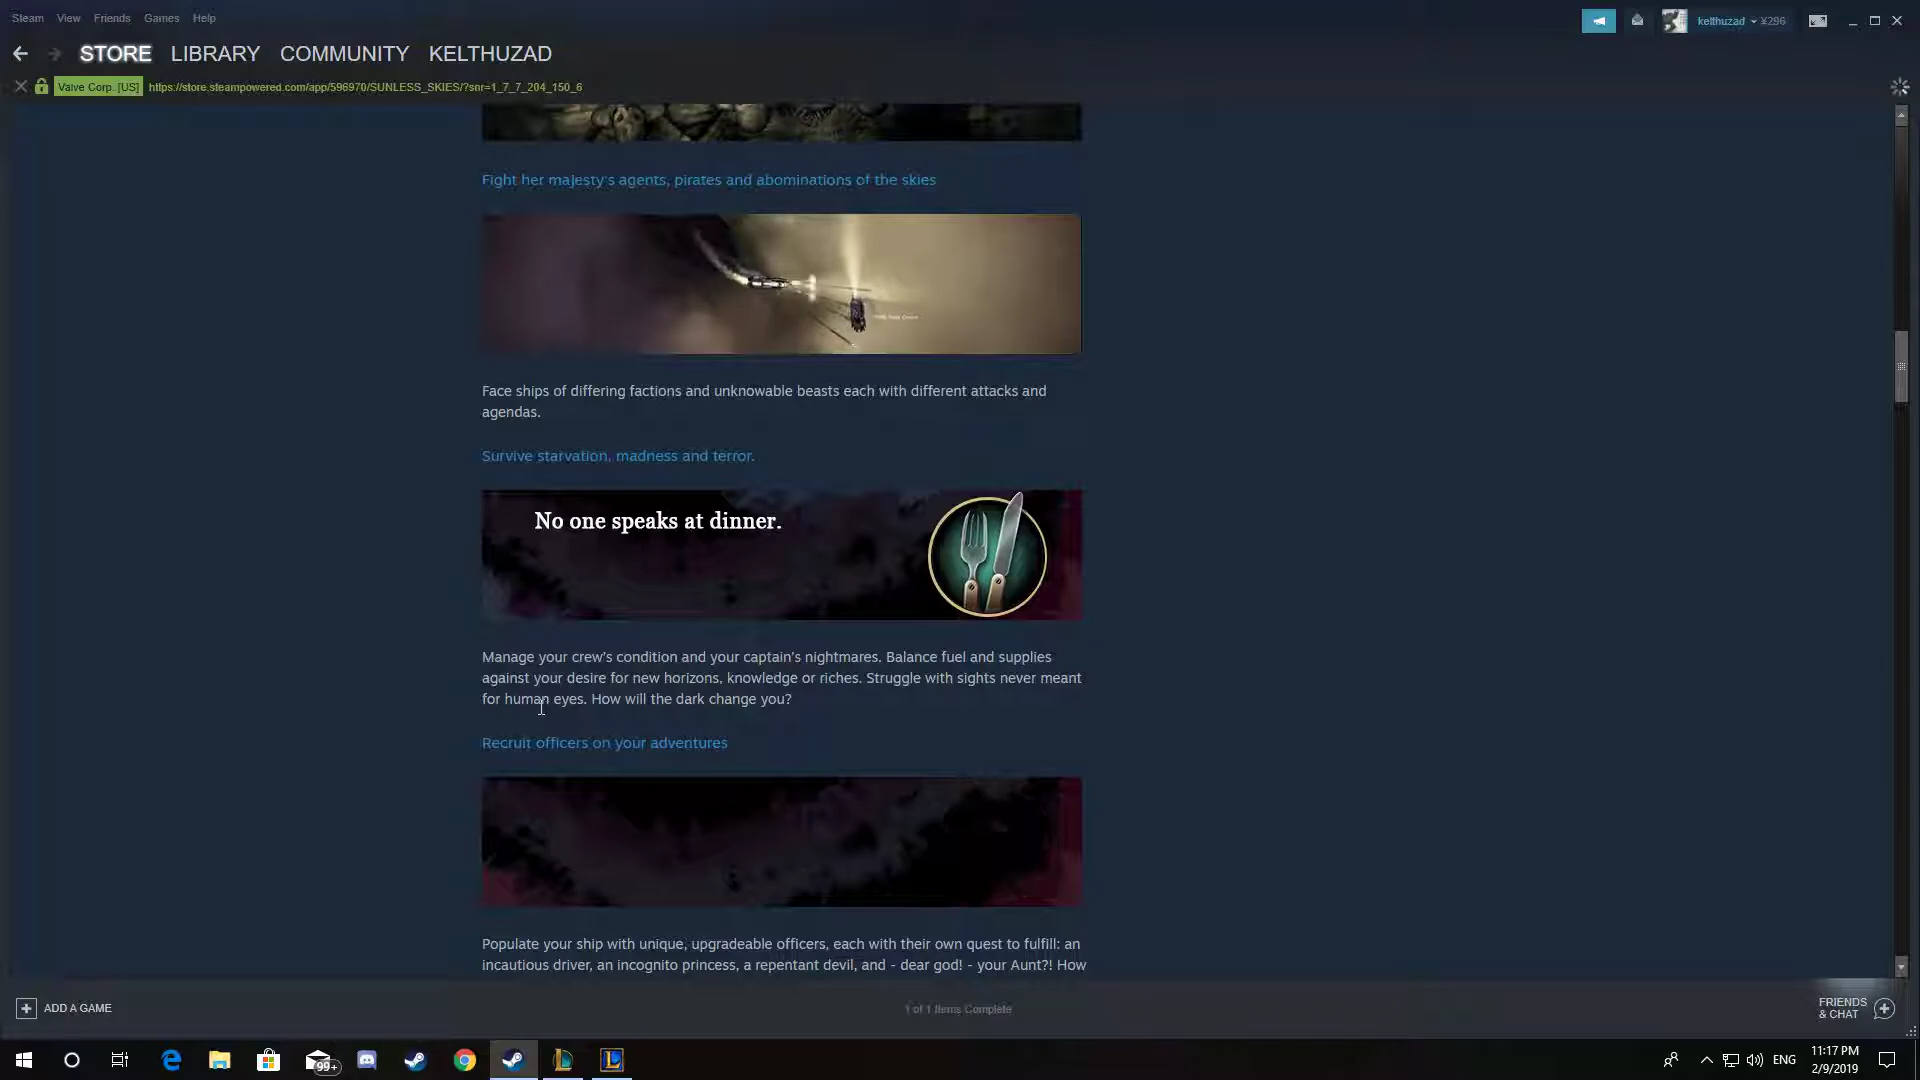 Steam View Friends Games Help
kelthuzad ¥296
STORE LIBRARY COMMUNITY KELTHUZAD
Valve Corp. [US] https://store.steampowered.com/app/596970/SUNLESS_SKIES/?snr=1_7_7_204_150_6
Fight her majesty's agents, pirates and abominations of the skies
Face ships of differing factions and unknowable beasts each with different attacks and
agendas.
Survive starvation, madness and terror.
No one speaks at dinner.
Manage your crew's condition and your captain's nightmares. Balance fuel and supplies
against your desire for new horizons, knowledge or riches. Struggle with sights never meant
for human eyes. How will the dark change you?
Recruit officers on your adventures
Populate your ship with unique, upgradeable officers, each with their own quest to fulfill: an
incautious driver, an incognito princess, a repentant devil, and - dear god! - your Aunt?! How
ADD A GAME
1 of 1 Items Complete
FRIENDS
& CHAT
99+
ENG
11:17 PM
2/9/2019